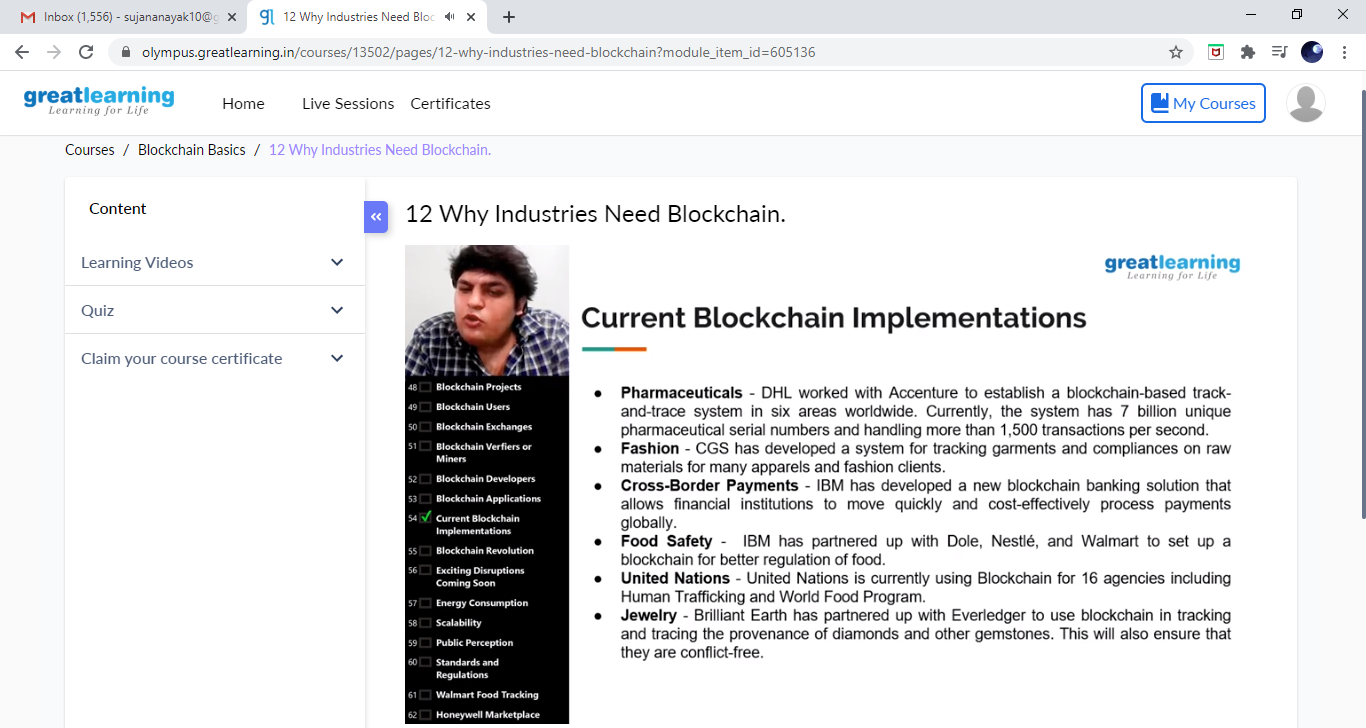 Inbox (1,556) - sujananayak10@g
12 Why Industries Need Bloc
olympus.greatlearning.in/courses/13502/pages/12-why-industries-need-blockchain?module_item_id=605136
greatlearning
Learning for Life
Home
Live Sessions
Certificates
My Courses
Courses / Blockchain Basics / 12 Why Industries Need Blockchain.
Content
Learning Videos
Quiz
Claim your course certificate
12 Why Industries Need Blockchain.
48 Blockchain Projects
49 Blockchain Users
50 Blockchain Exchanges
51 Blockchain Verfiers or
Miners
52 Blockchain Developers
53 Blockchain Applications
54 Current Blockchain
Implementations
55 Blockchain Revolution
56 Exciting Disruptions
Coming Soon
57 Energy Consumption
58 Scalability
59 Public Perception
60 Standards and
Regulations
61 Walmart Food Tracking
62 Honeywell Marketplace
greatlearning
Learning for Life
Current Blockchain Implementations
● Pharmaceuticals - DHL worked with Accenture to establish a blockchain-based track-
and-trace system in six areas worldwide. Currently, the system has 7 billion unique
pharmaceutical serial numbers and handling more than 1,500 transactions per second.
● Fashion - CGS has developed a system for tracking garments and compliances on raw
materials for many apparels and fashion clients.
● Cross-Border Payments - IBM has developed a new blockchain banking solution that
allows financial institutions to move quickly and cost-effectively process payments
globally.
● Food Safety - IBM has partnered up with Dole, Nestlé, and Walmart to set up a
blockchain for better regulation of food.
● United Nations - United Nations is currently using Blockchain for 16 agencies including
Human Trafficking and World Food Program.
● Jewelry - Brilliant Earth has partnered up with Everledger to use blockchain in tracking
and tracing the provenance of diamonds and other gemstones. This will also ensure that
they are conflict-free.